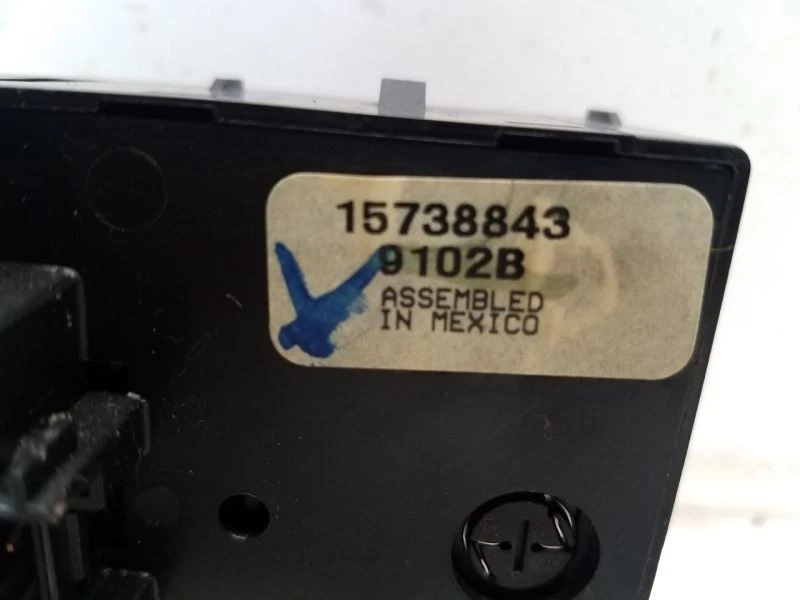 15738843
9102B
ASSEMBLED
IN MEXICO